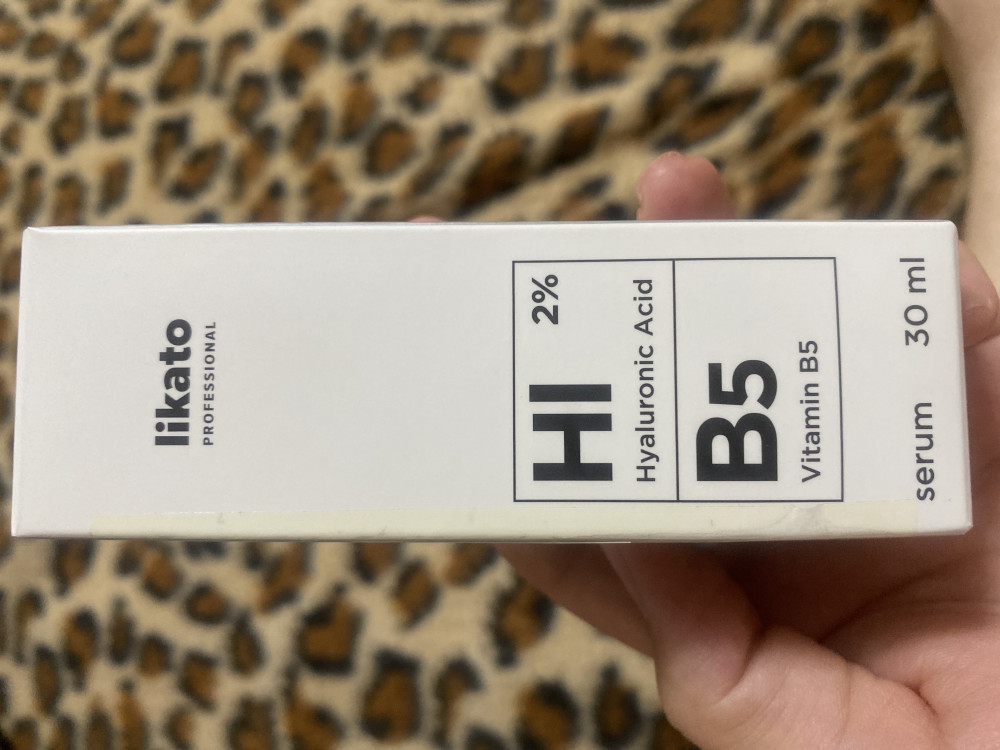 likato
PROFESSIONAL
HI 2%
Hyaluronic Acid
B5
Vitamin B5
serum 30 ml